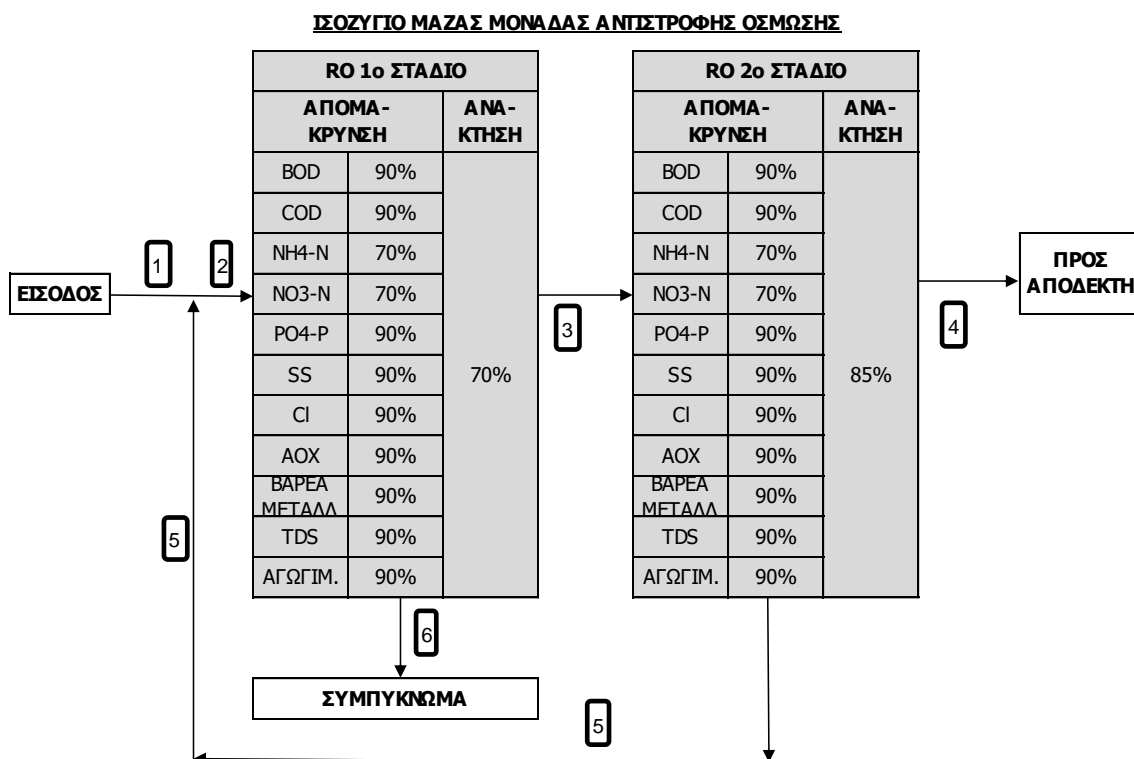 ΙΣΟΖΥΓΙΟ ΜΑΖΑΣ ΜΟΝΑΔΑΣ ΑΝΤΙΣΤΡΟΦΗΣ ΟΣΜΩΣΗΣ
RO 1ο ΣΤΑΔΙΟ
ΑΠΟΜΑ-
ΚΡΥΝΣΗ
ΑΝΑ-
ΚΤΗΣΗ
BOD 90%
COD 90%
NH4-N 70%
NO3-N 70%
PO4-P 90%
SS 90%
70%
Cl 90%
AOX 90%
ΒΑΡΕΑ
ΜΕΤΑΛΛ
90%
TDS 90%
ΑΓΩΓΙΜ. 90%
RO 2ο ΣΤΑΔΙΟ
ΑΠΟΜΑ-
ΚΡΥΝΣΗ
ΑΝΑ-
ΚΤΗΣΗ
BOD 90%
COD 90%
NH4-N 70%
NO3-N 70%
PO4-P 90%
SS 90%
85%
Cl 90%
AOX 90%
ΒΑΡΕΑ
ΜΕΤΑΛΛ
90%
TDS 90%
ΑΓΩΓΙΜ. 90%
1
2
ΕΙΣΟΔΟΣ
3
4
ΠΡΟΣ
ΑΠΟΔΕΚΤΗ
5
6
ΣΥΜΠΥΚΝΩΜΑ
5